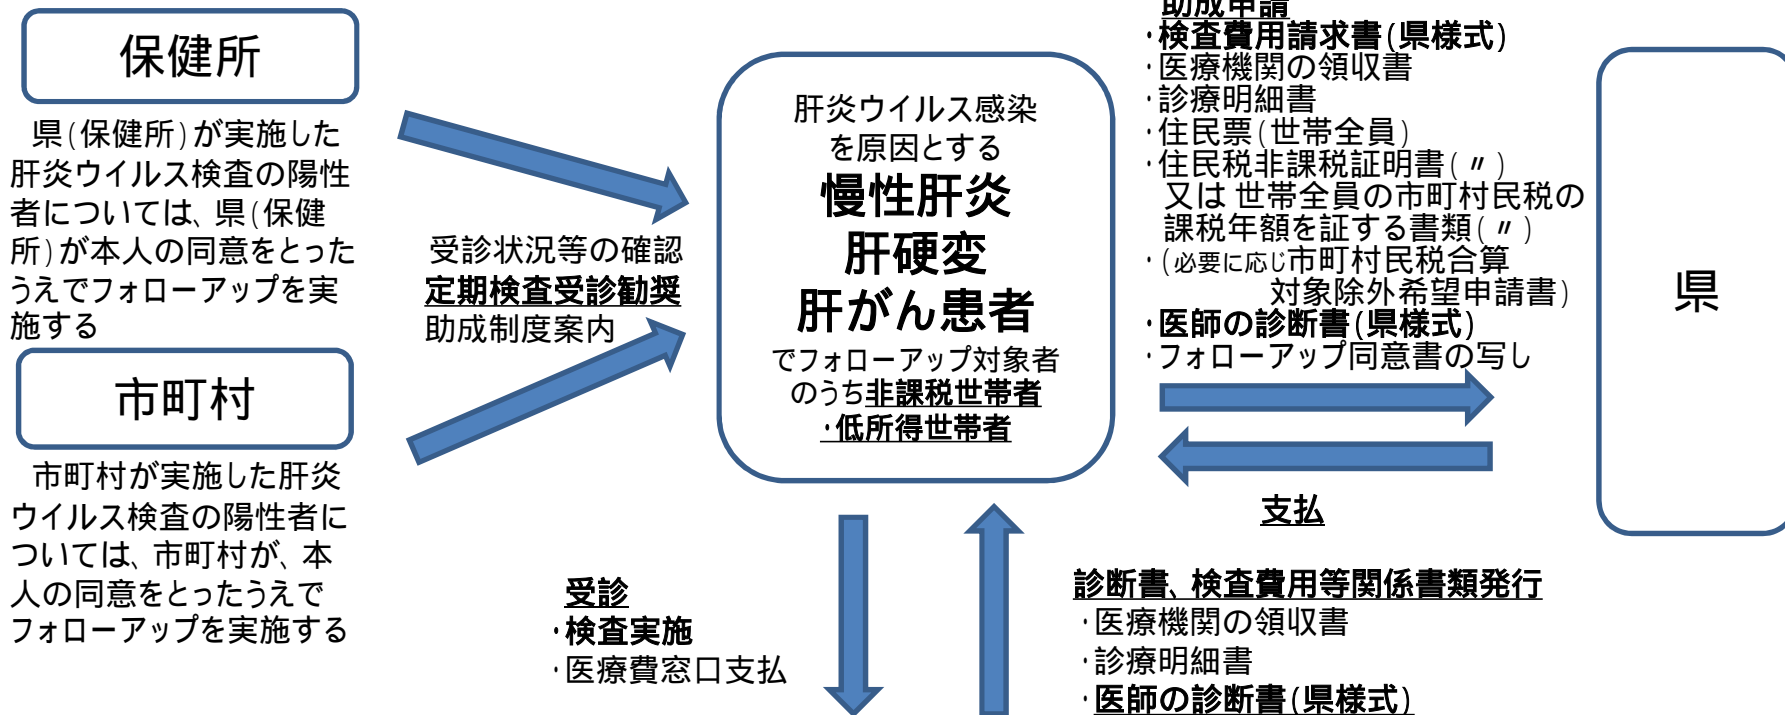 保健所
県(保健所)が実施した
肝炎ウイルス検査の陽性
者については、県(保健
所)が本人の同意をとった
うえでフォローアップを実
施する
市町村
市町村が実施した肝炎
ウイルス検査の陽性者に
ついては、市町村が、本
人の同意をとったうえで
フォローアップを実施する
受診状況等の確認
定期検査受診勧奨
助成制度案内
肝炎ウイルス感染
を原因とする
慢性肝炎
肝硬変
肝がん患者
でフォローアップ対象者
のうち非課税世帯者
・低所得世帯者
助成申請
・検査費用請求書(県様式)
・医療機関の領収書
・診療明細書
・住民票(世帯全員)
・住民税非課税証明書(〃)
又は 世帯全員の市町村民税の
課税年額を証する書類(〃)
・(必要に応じ市町村民税合算
対象除外希望申請書)
・医師の診断書(県様式)
・フォローアップ同意書の写し
支払
県
受診
・検査実施
・医療費窓口支払
診断書、検査費用等関係書類発行
・医療機関の領収書
・診療明細書
・医師の診断書(県様式)